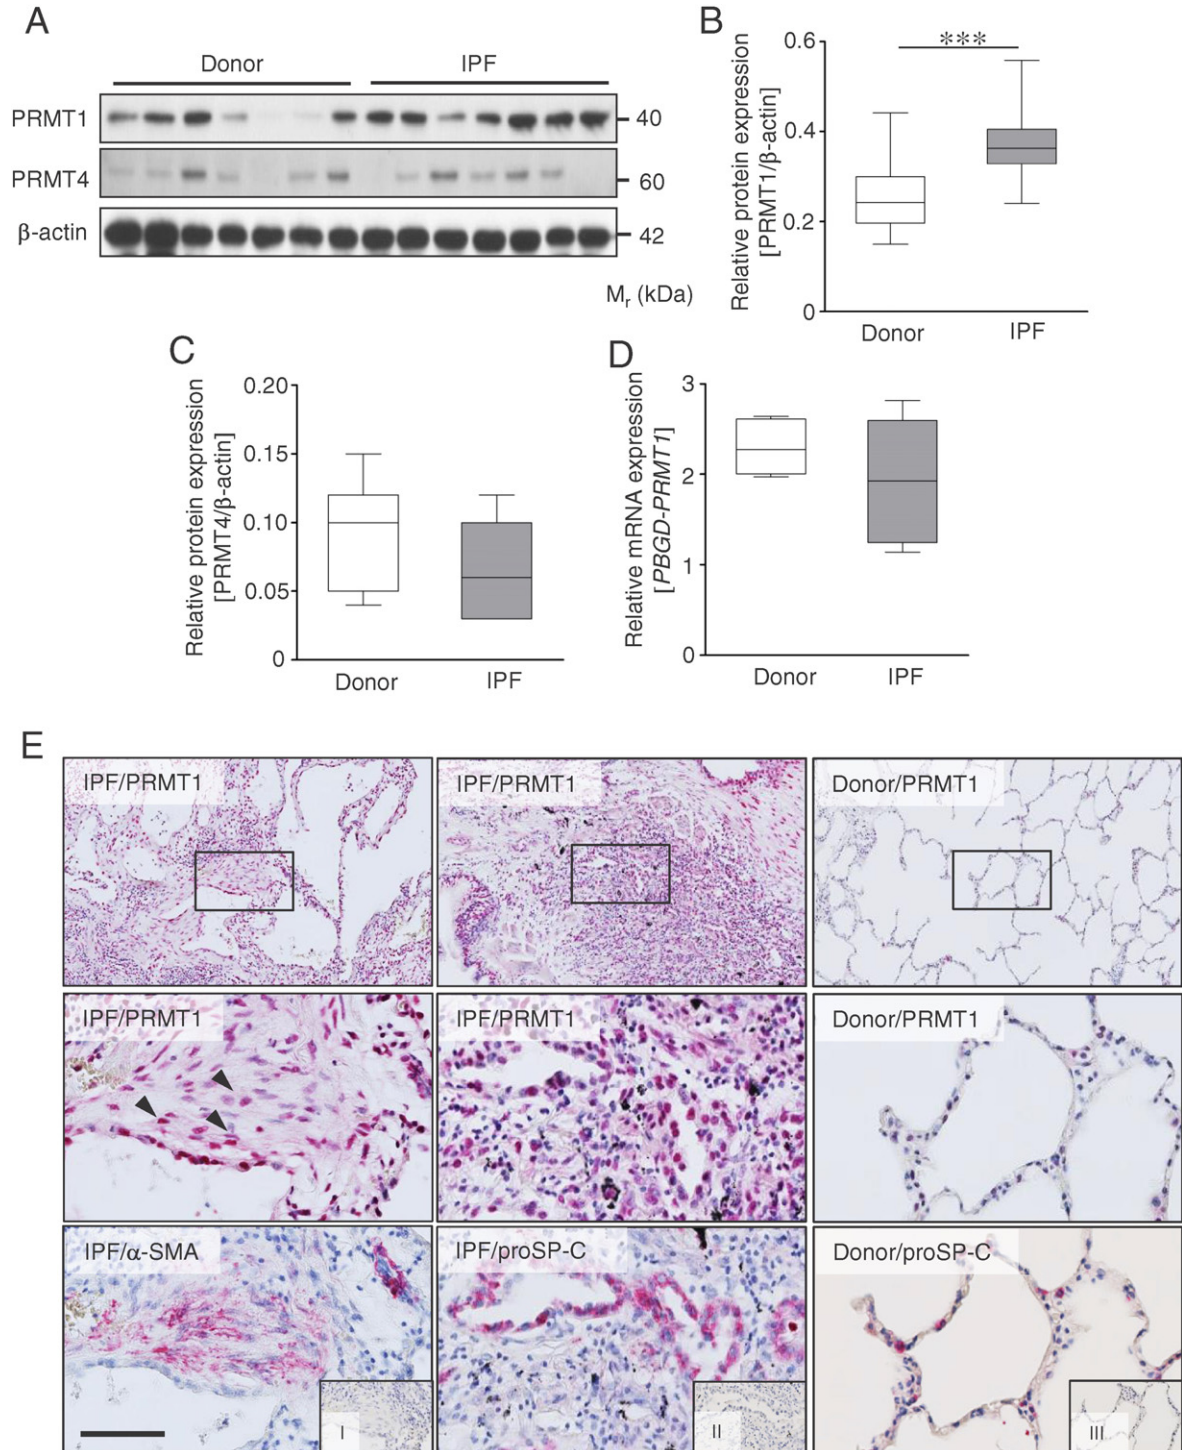 A
Donor IPF
PRMT1 40
PRMT4 60
β-actin 42
Mr (kDa)
B
Relative protein expression
[PRMT1/β-actin]
0.6
0.4
0.2
0
***
Donor IPF
C
Relative protein expression
[PRMT4/β-actin]
0.20
0.15
0.10
0.05
0
Donor IPF
D
Relative mRNA expression
[PBGD-PRMT1]
3
2
1
0
Donor IPF
E
IPF/PRMT1 IPF/PRMT1 Donor/PRMT1
IPF/PRMT1 IPF/PRMT1 Donor/PRMT1
IPF/α-SMA IPF/proSP-C Donor/proSP-C
I II III